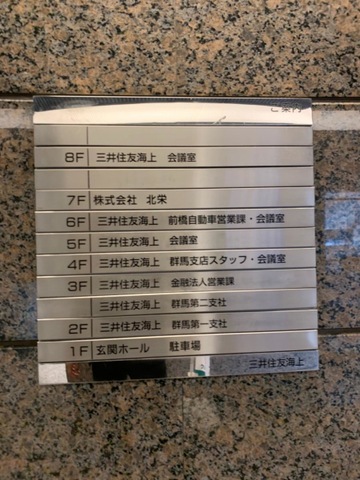 ご案内
8F 三井住友海上 会議室
7F 株式会社 北栄
6F 三井住友海上 前橋自動車営業課・会議室
5F 三井住友海上 会議室
4F 三井住友海上 群馬支店スタッフ・会議室
3F 三井住友海上 金融法人営業課
三井住友海上 群馬第二支社
2F 三井住友海上 群馬第一支社
1F 玄関ホール 駐車場
三井住友海上